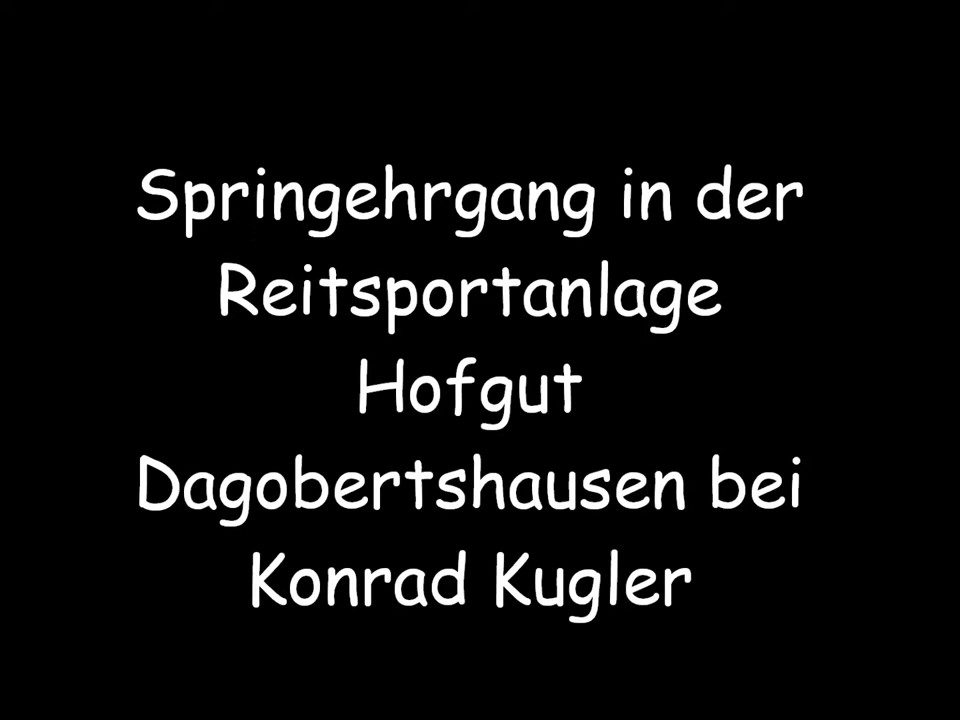 Springehrgang in der
Reitsportanlage
Hofgut
Dagobertshausen bei
Konrad Kugler